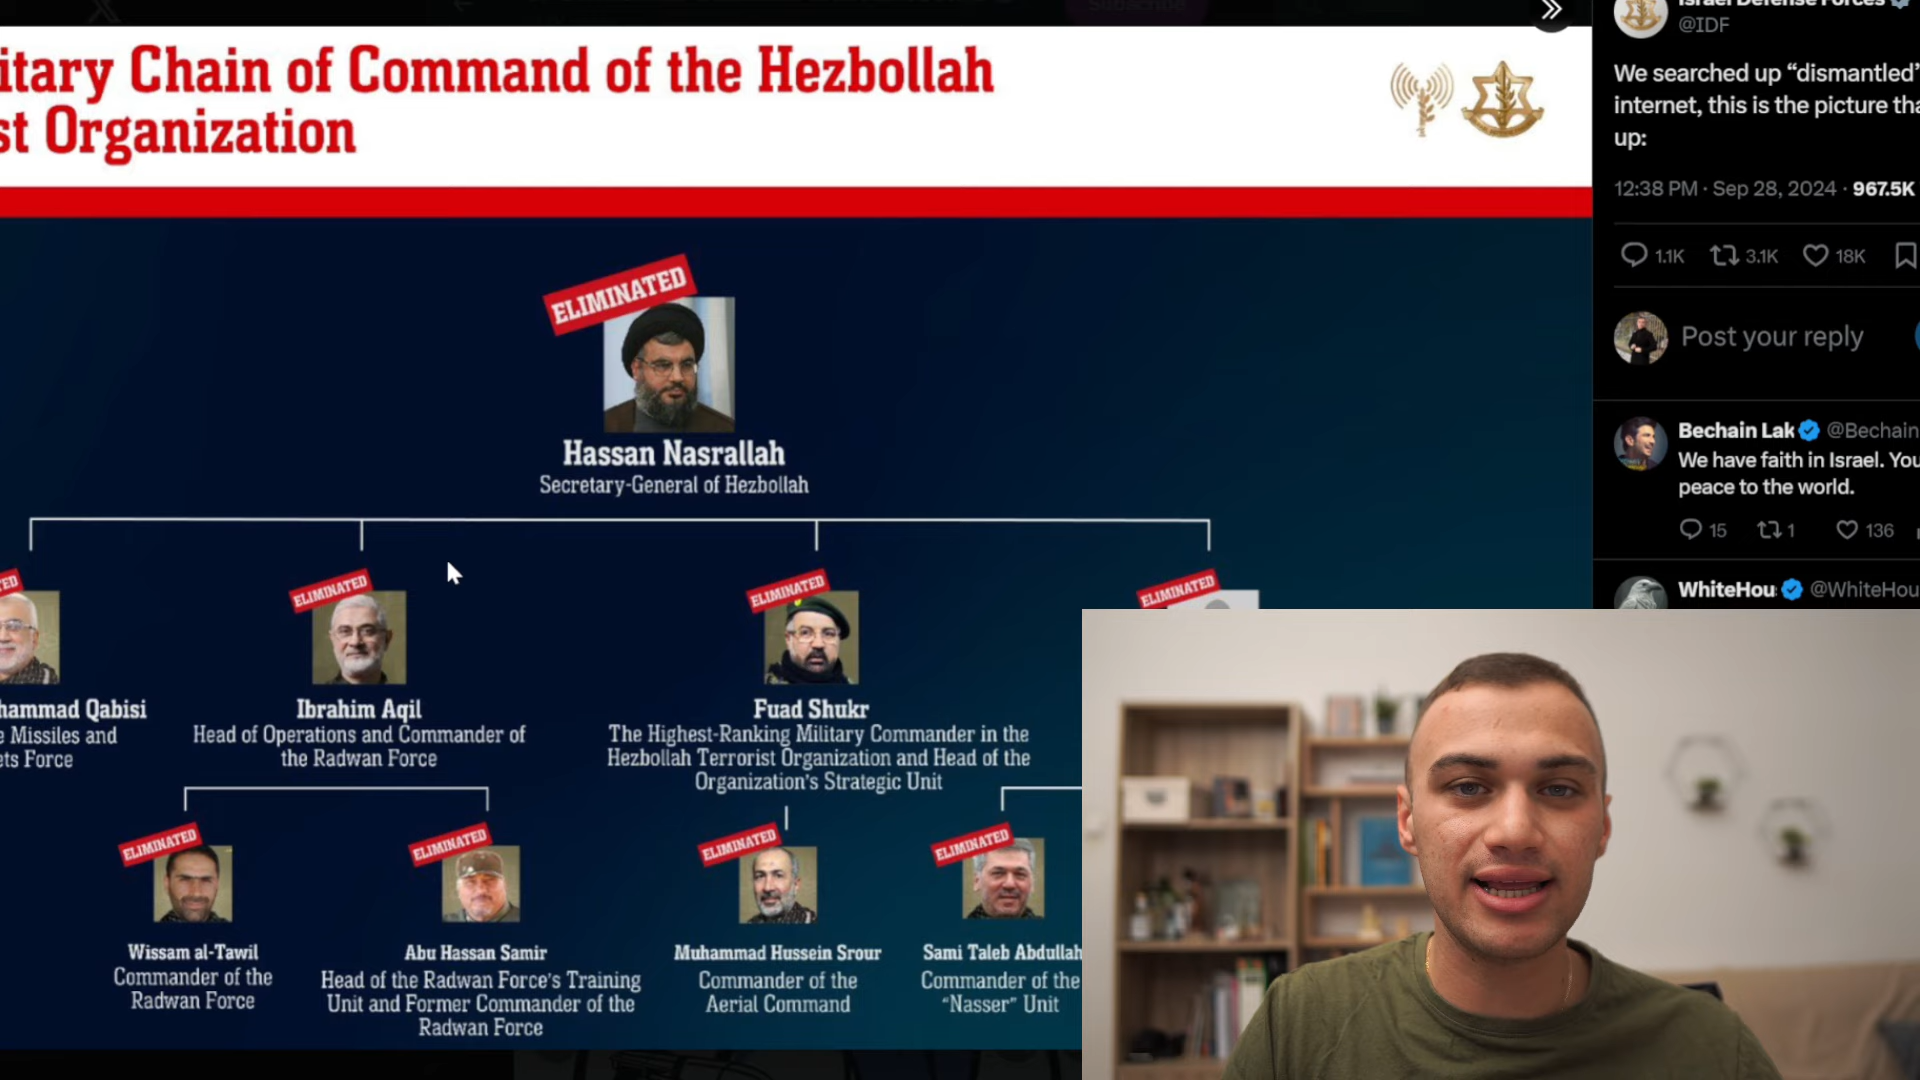 itary Chain of Command of the Hezbollah
st Organization
ELIMINATED
Hassan Nasrallah
Secretary-General of Hezbollah
ELIMINATED
ELIMINATED
ELIMINATED
hammad Qabisi
e Missiles and
ets Force
Ibrahim Aqil
Head of Operations and Commander of
the Radwan Force
Fuad Shukr
The Highest-Ranking Military Commander in the
Hezbollah Terrorist Organization and Head of the
Organization's Strategic Unit
ELIMINATED
ELIMINATED
ELIMINATED
ELIMINATED
Wissam al-Tawil
Commander of the
Radwan Force
Abu Hassan Samir
Head of the Radwan Force's Training
Unit and Former Commander of the
Radwan Force
Muhammad Hussein Srour
Commander of the
Aerial Command
Sami Taleb Abdullah
Commander of the
“Nasser” Unit
Israel Defense Forces
@IDF
We searched up “dismantled”
internet, this is the picture tha
up:
12:38 PM · Sep 28, 2024 · 967.5K
1.1K 3.1K 18K
Post your reply
Bechain Lak @Bechain
We have faith in Israel. You
peace to the world.
15 1 136
WhiteHou @WhiteHou